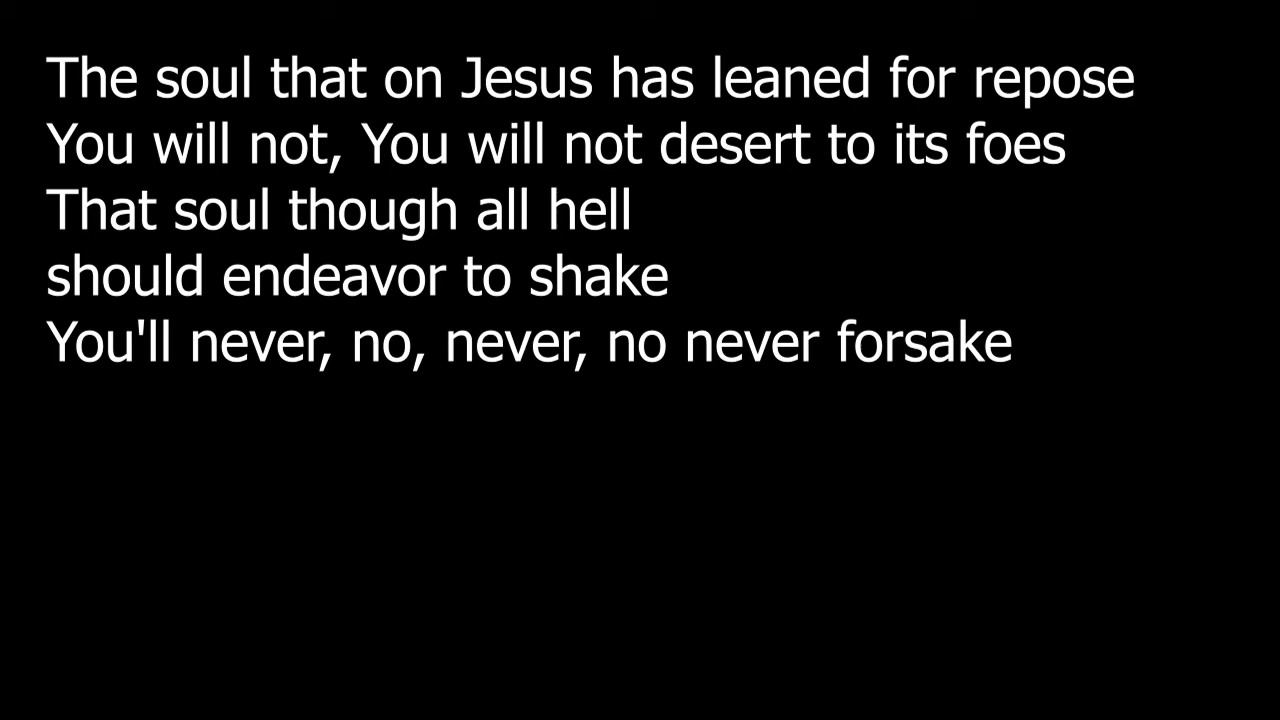 The soul that on Jesus has leaned for repose
You will not, You will not desert to its foes
That soul though all hell
should endeavor to shake
You'll never, no, never, no never forsake